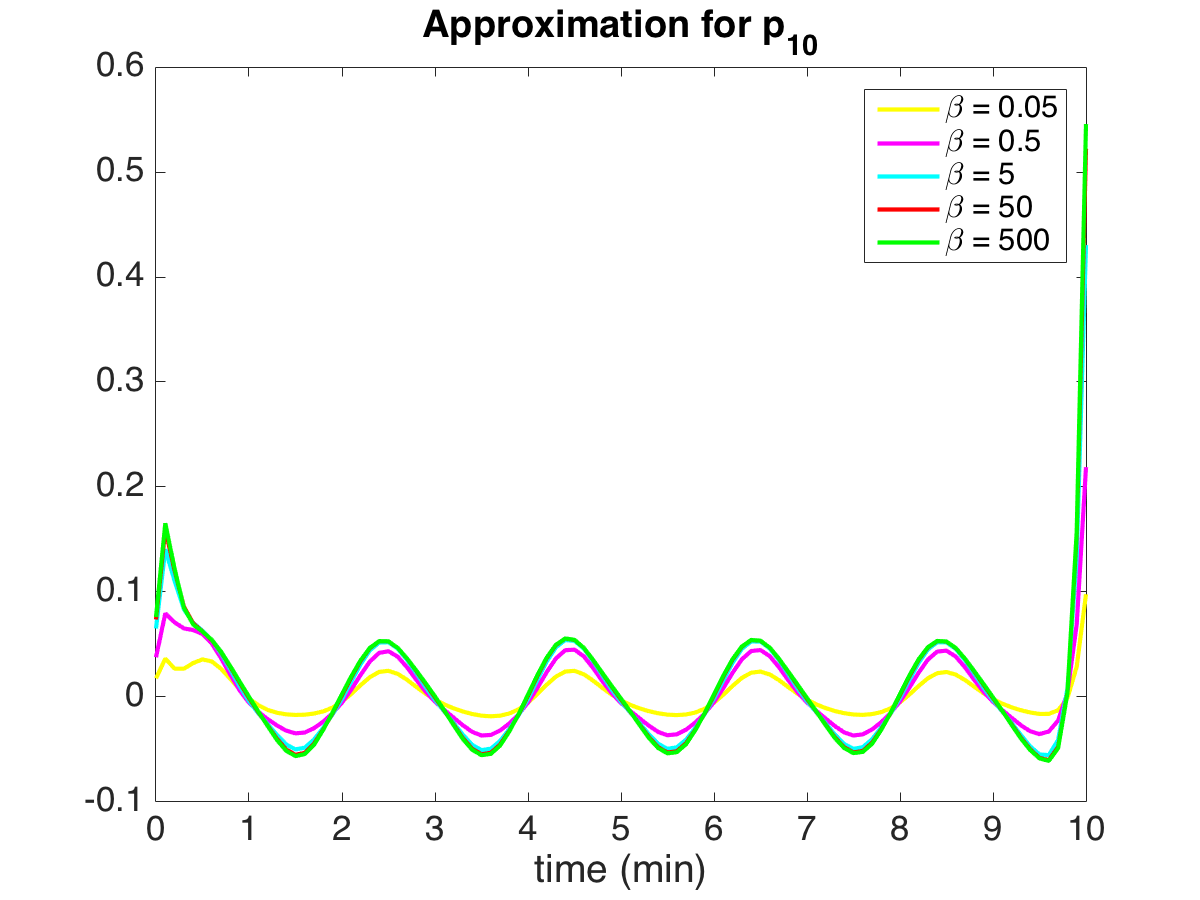 Approximation for p10
0.6
0.5
0.4
0.3
0.2
0.1
0
-0.1
β = 0.05
β = 0.5
β = 5
β = 50
β = 500
0 1 2 3 4 5 6 7 8 9 10
time (min)